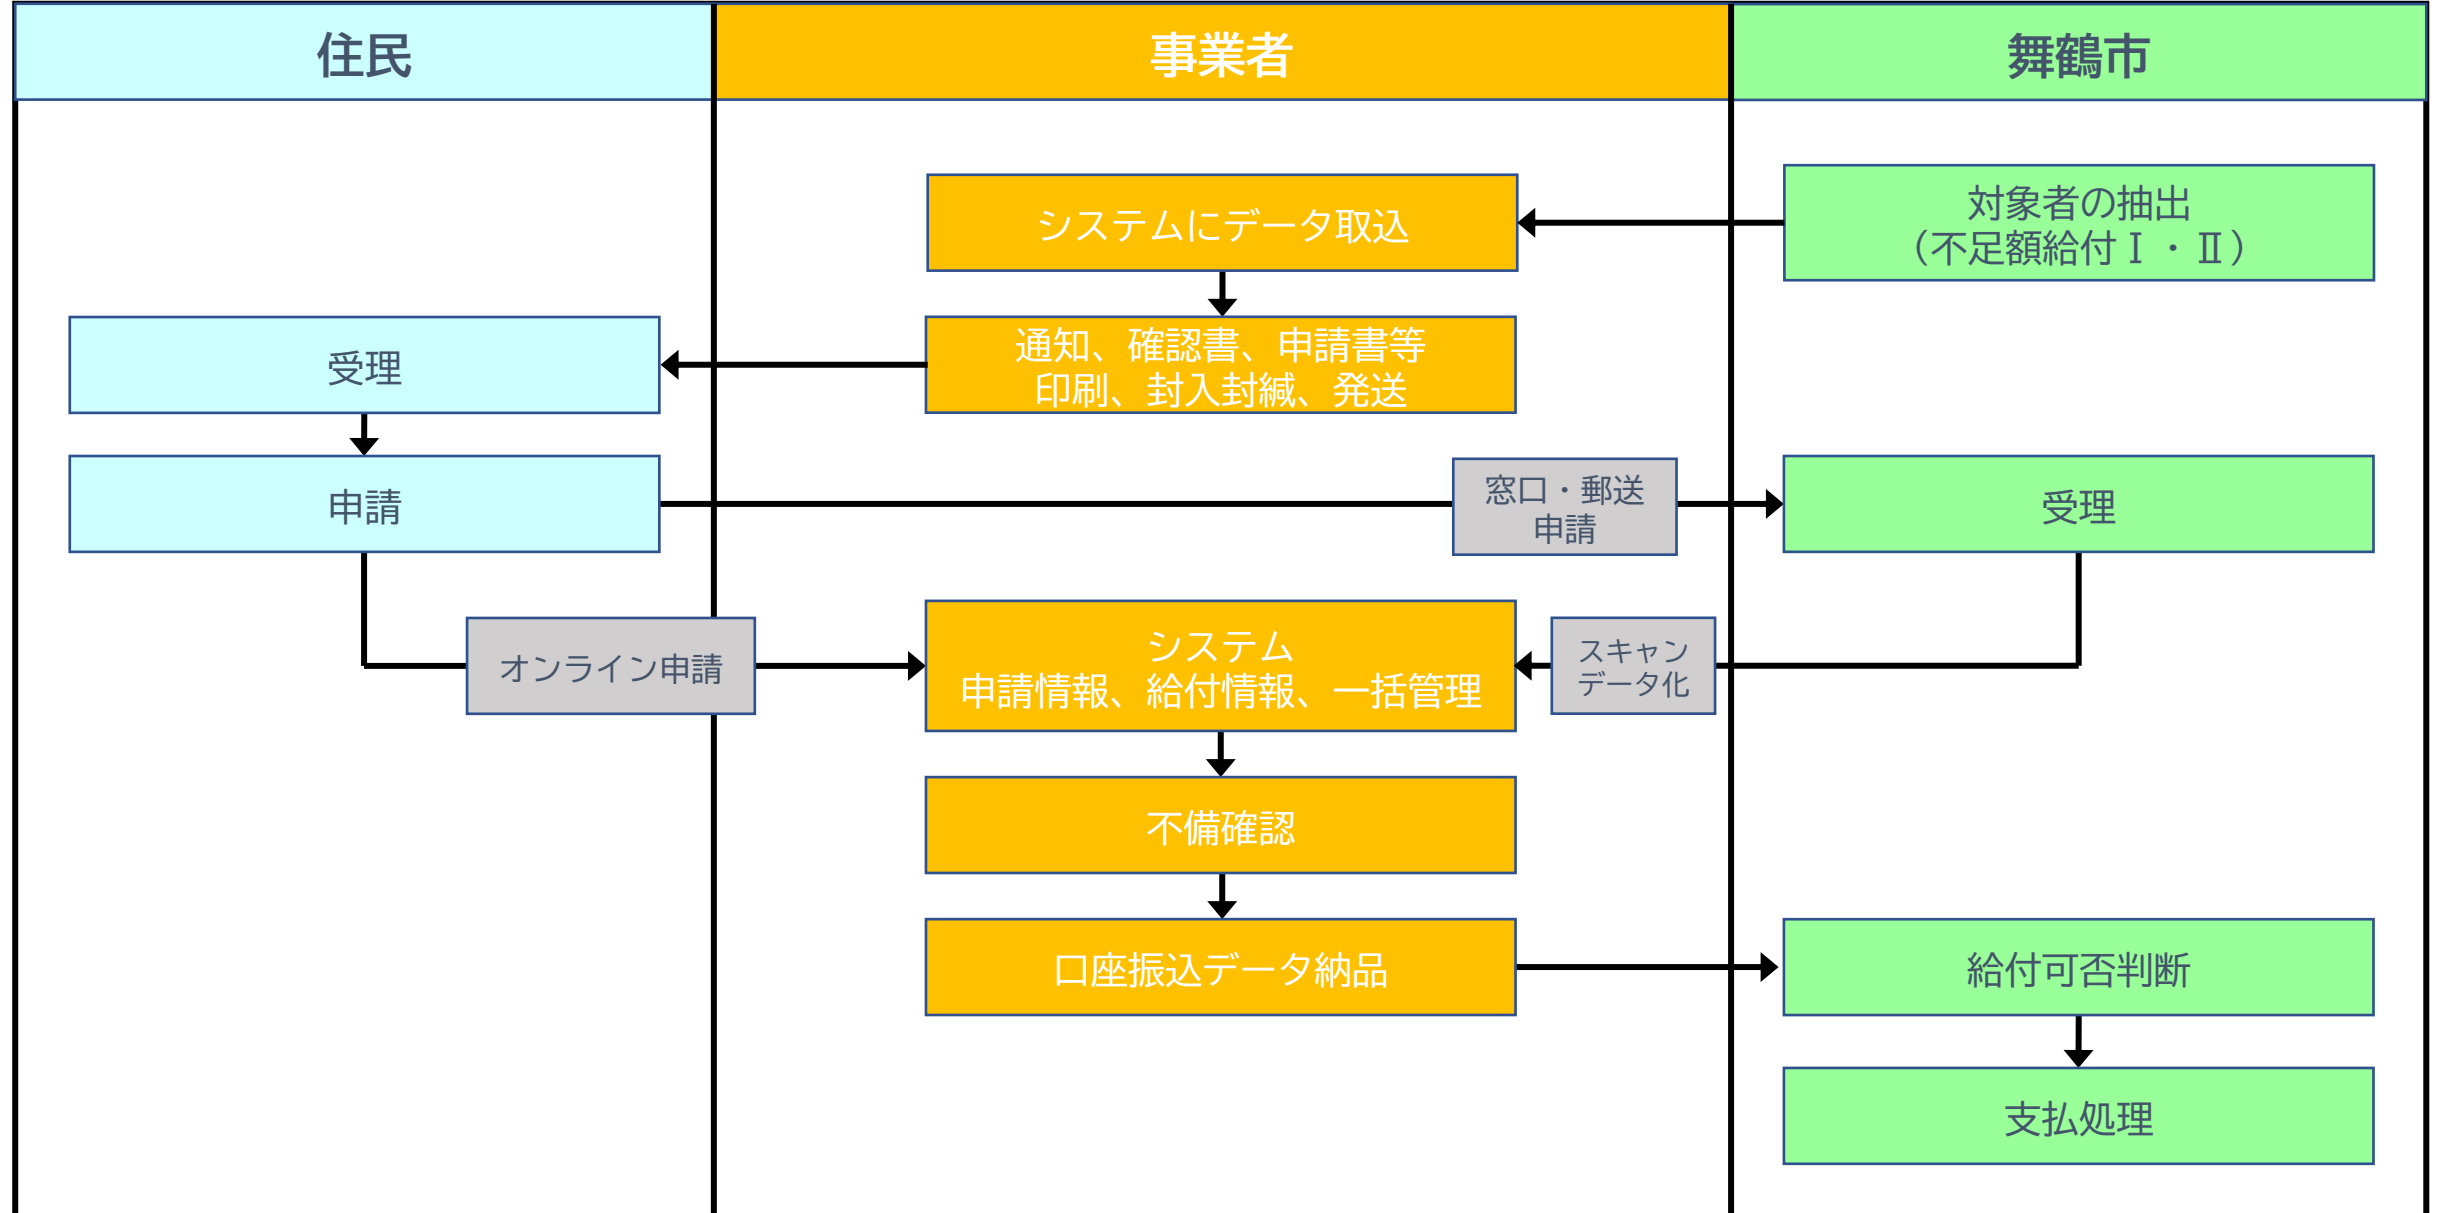 住民
事業者
舞鶴市
対象者の抽出
（不足額給付Ⅰ・Ⅱ）
システムにデータ取込
通知、確認書、申請書等
印刷、封入封緘、発送
受理
申請
窓口・郵送
申請
受理
オンライン申請
システム
申請情報、給付情報、一括管理
スキャン
データ化
不備確認
口座振込データ納品
給付可否判断
支払処理